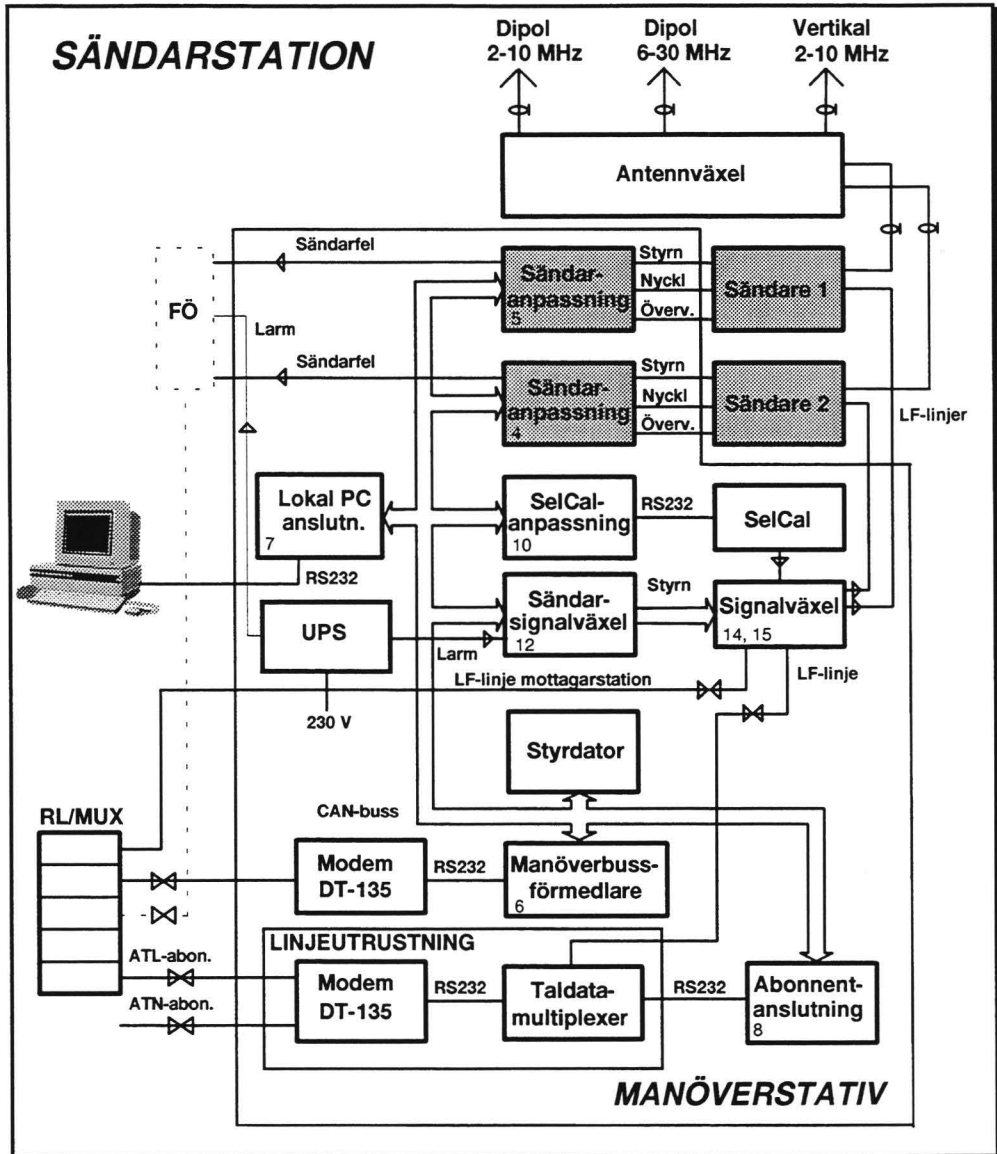 SÄNDARSTATION
Dipol
2-10 MHz
Dipol
6-30 MHz
Vertikal
2-10 MHz
Antennväxel
Sändarfel
FÖ
Larm
Sändar-
anpassning
5
Styrn
Nyckl
Överv.
Sändare 1
Sändarfel
Sändar-
anpassning
4
Styrn
Nyckl
Överv.
Sändare 2
LF-linjer
Lokal PC
anslutn.
7
RS232
SelCal-
anpassning
10
RS232
SelCal
UPS
230 V
Larm
Sändar-
signalväxel
12
Styrn
Signalväxel
14, 15
LF-linje mottagarstation
LF-linje
Styrdator
CAN-buss
RL/MUX
Modem
DT-135
RS232
Manöverbuss-
förmedlare
6
LINJEUTRUSTNING
ATL-abon.
ATN-abon.
Modem
DT-135
RS232
Taldata-
multiplexer
RS232
Abonnent-
anslutning
8
MANÖVERSTATIV